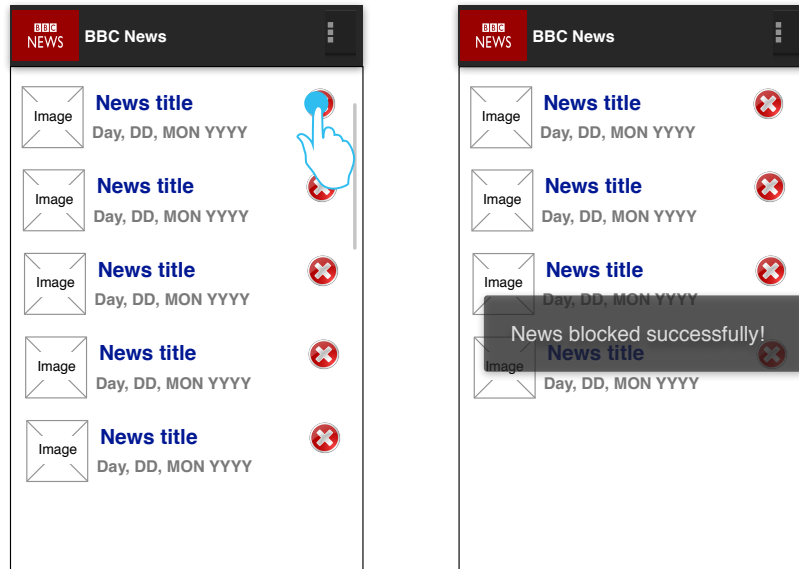 BBC
NEWS
BBC News
Image
News title
Day, DD, MON YYYY
Image
News title
Day, DD, MON YYYY
Image
News title
Day, DD, MON YYYY
Image
News title
Day, DD, MON YYYY
Image
News title
Day, DD, MON YYYY
BBC
NEWS
BBC News
Image
News title
Day, DD, MON YYYY
Image
News title
Day, DD, MON YYYY
Image
News title
Day, DD, MON YYYY
News blocked successfully!
Image
News title
Day, DD, MON YYYY